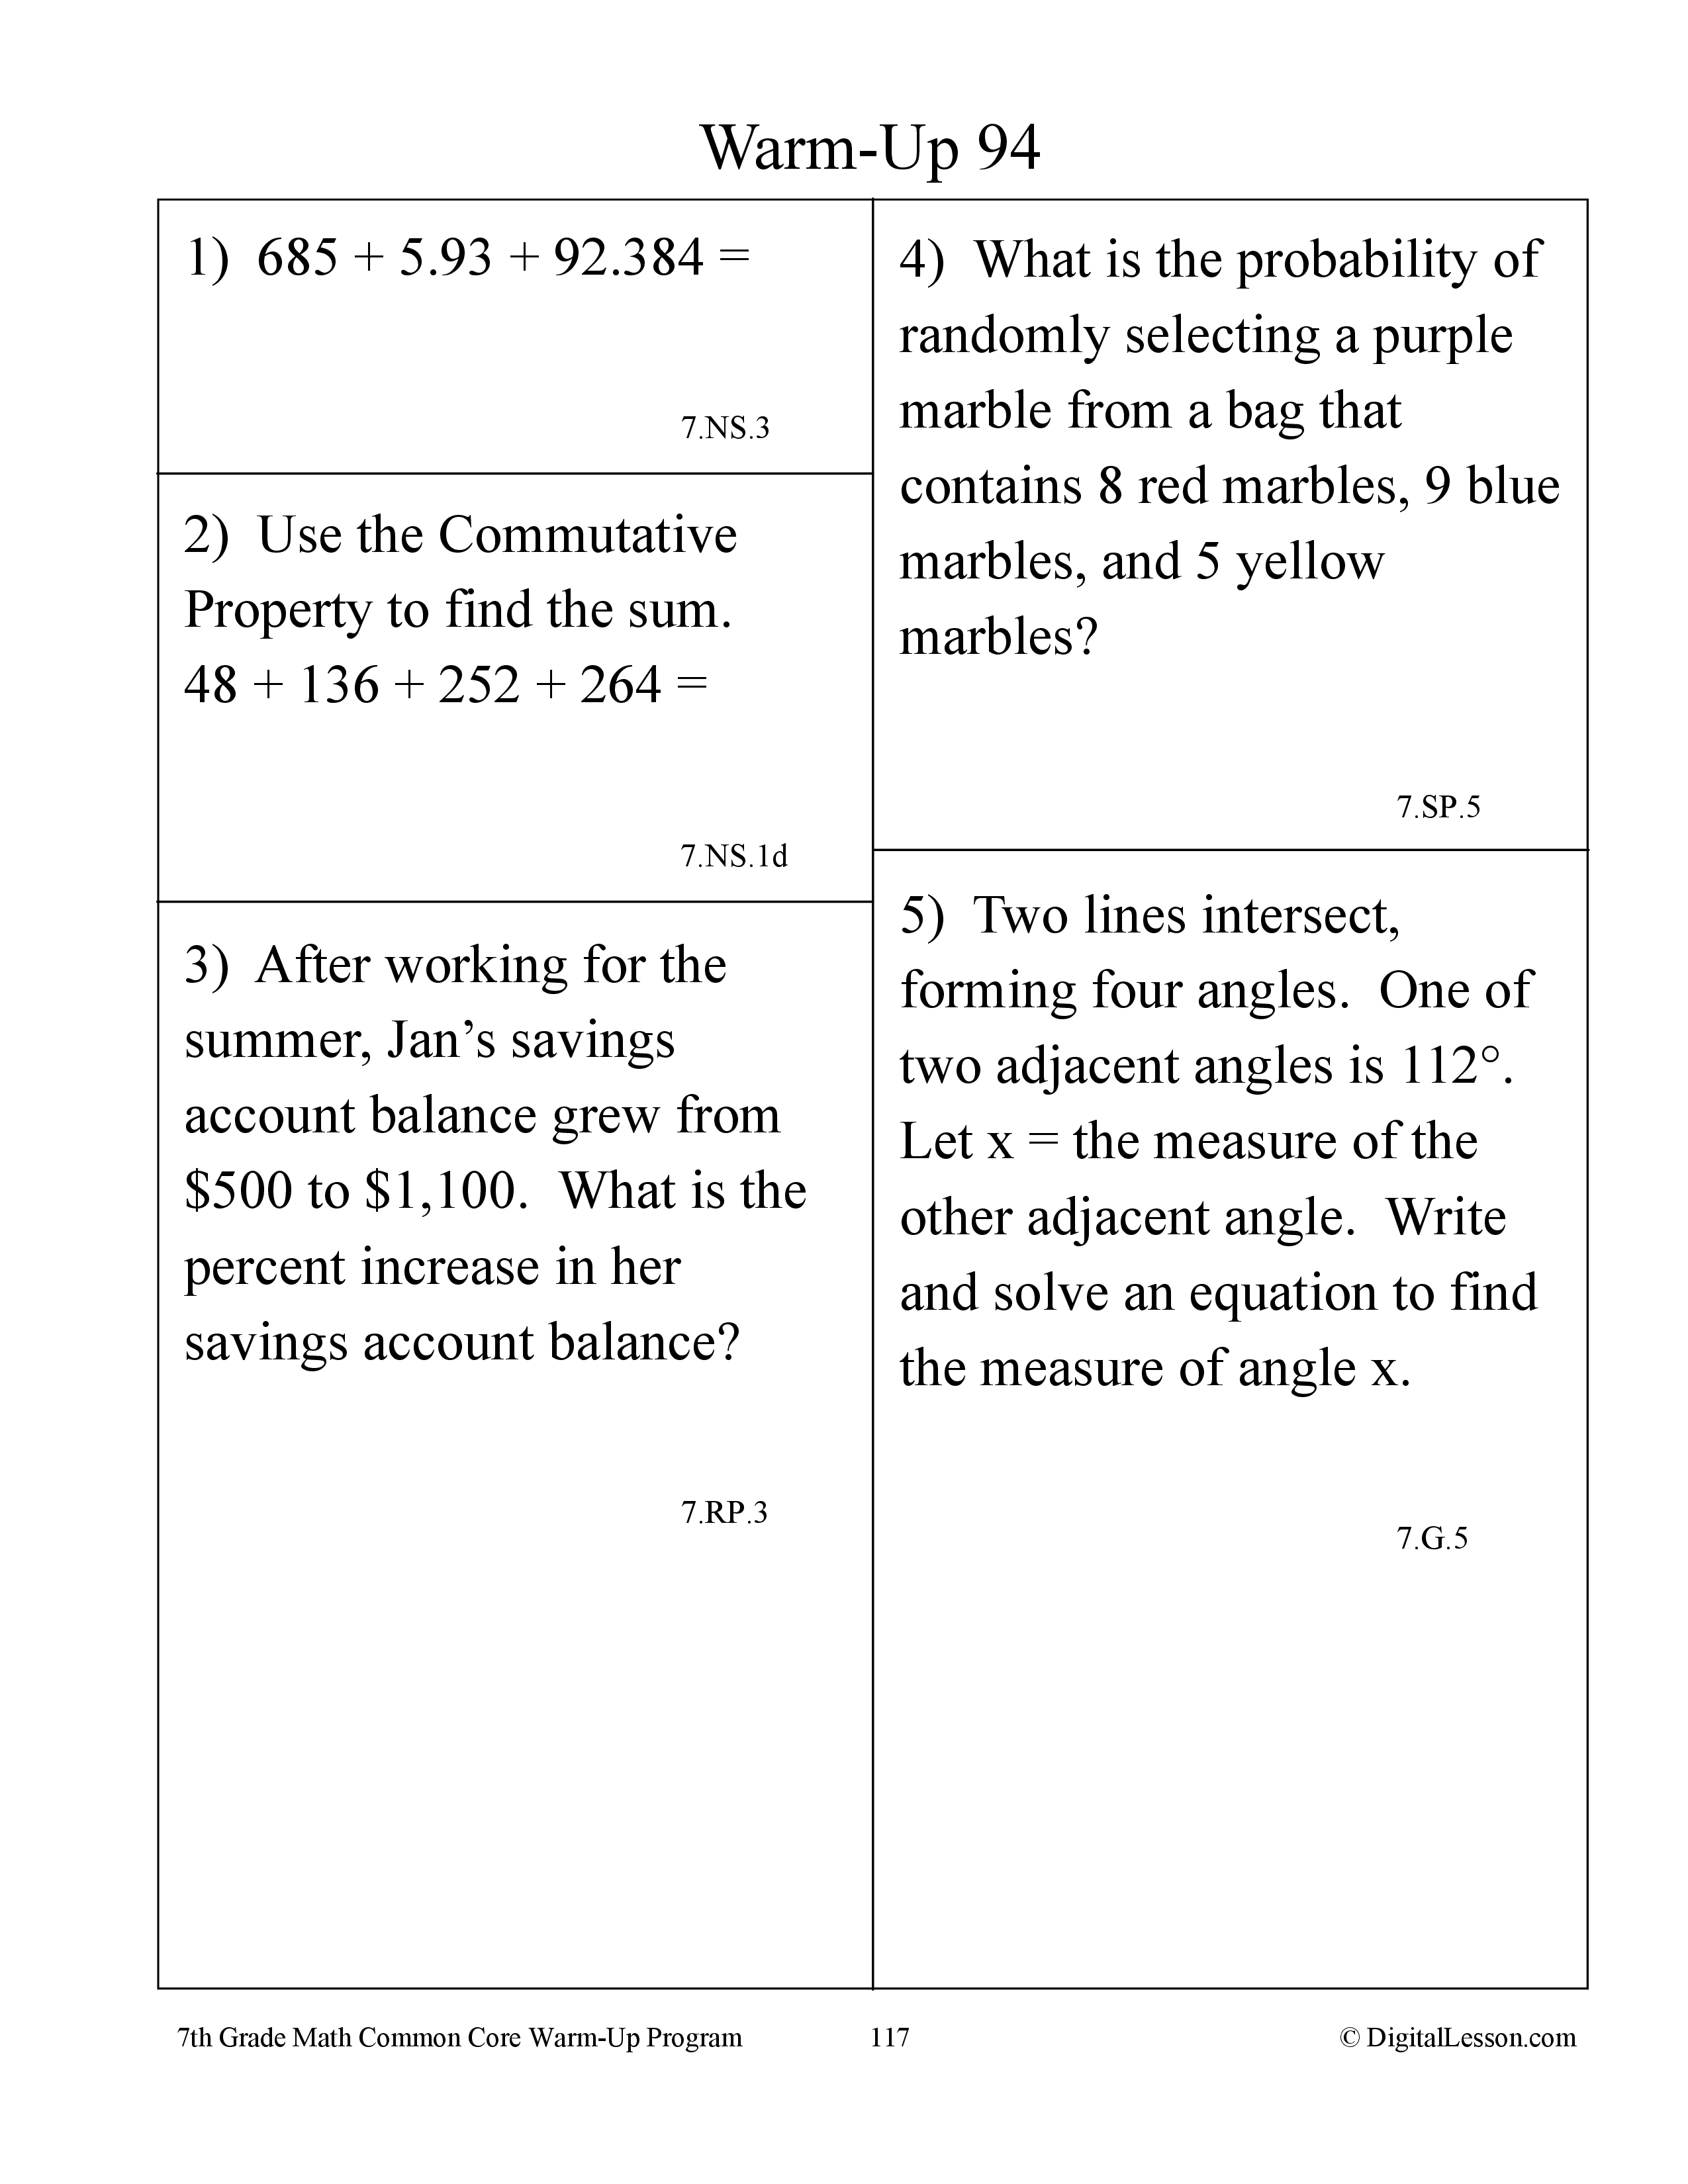 Warm-Up 94
1)  685 + 5.93 + 92.384 =
7.NS.3
2)  Use the Commutative
Property to find the sum.
48 + 136 + 252 + 264 =
7.NS.1d
3)  After working for the
summer, Jan’s savings
account balance grew from
$500 to $1,100.  What is the
percent increase in her
savings account balance?
7.RP.3
4)  What is the probability of
randomly selecting a purple
marble from a bag that
contains 8 red marbles, 9 blue
marbles, and 5 yellow
marbles?
7.SP.5
5)  Two lines intersect,
forming four angles.  One of
two adjacent angles is 112°.
Let x = the measure of the
other adjacent angle.  Write
and solve an equation to find
the measure of angle x.
7.G.5
7th Grade Math Common Core Warm-Up Program
117
© DigitalLesson.com